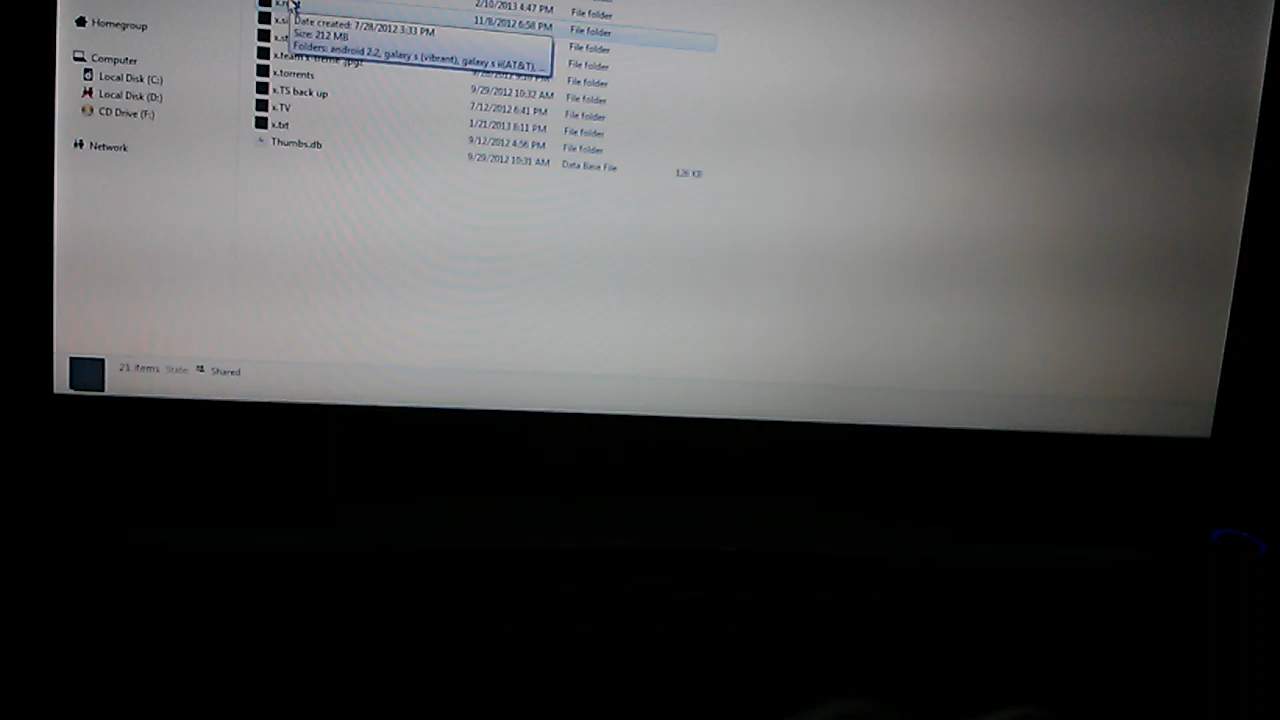 Homegroup
Computer
Local Disk (C:)
Local Disk (D:)
CD Drive (F:)
Network
2/10/2013 4:47 PM File folder
11/8/2012 6:58 PM File folder
Date created: 7/28/2012 3:33 PM
Size: 212 MB
Folders: android 2.2, galaxy s (vibrant), galaxy s ii(AT&T), ...
File folder
File folder
x.torrents File folder
x.TS back up 9/29/2012 10:32 AM File folder
x.TV 7/12/2012 6:41 PM File folder
x.txt 1/21/2013 8:11 PM File folder
Thumbs.db 9/12/2012 4:56 PM File folder
9/29/2012 10:31 AM Data Base File 126 KB
21 items State: Shared